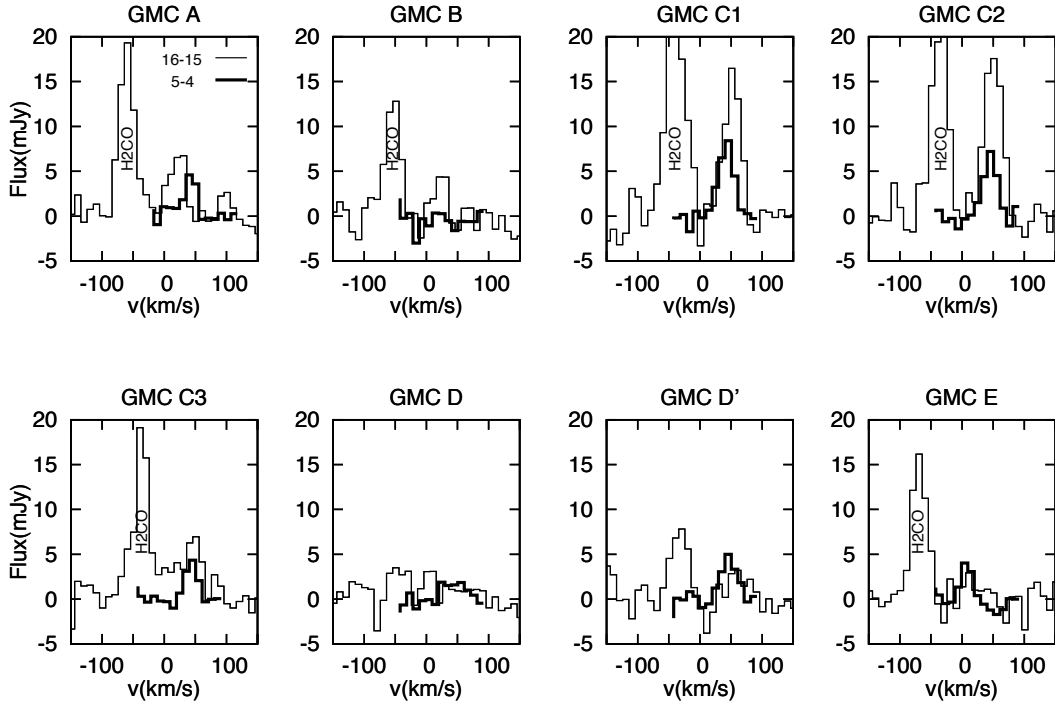 GMC A GMC B GMC C1 GMC C2
20 20 20 20
16-15
5-4
15 15 15 15
10 10 10 10
5 5 5 5
0 0 0 0
-5 -5 -5 -5
Flux(mJy)
H2CO H2CO H2CO H2CO
-100 0 100 -100 0 100 -100 0 100 -100 0 100
v(km/s) v(km/s) v(km/s) v(km/s)
GMC C3 GMC D GMC D’ GMC E
20 20 20 20
15 15 15 15
10 10 10 10
5 5 5 5
0 0 0 0
-5 -5 -5 -5
Flux(mJy)
H2CO H2CO
-100 0 100 -100 0 100 -100 0 100 -100 0 100
v(km/s) v(km/s) v(km/s) v(km/s)